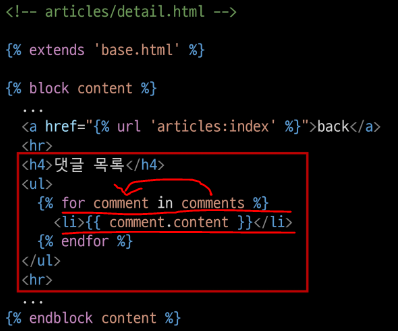 <!-- articles/detail.html -->
{% extends 'base.html' %}
{% block content %}
...
<a href="{% url 'articles:index' %}">back</a>
<hr>
<h4>댓글 목록</h4>
<ul>
{% for comment in comments %}
<li>{{ comment.content }}</li>
{% endfor %}
</ul>
<hr>
...
{% endblock content %}